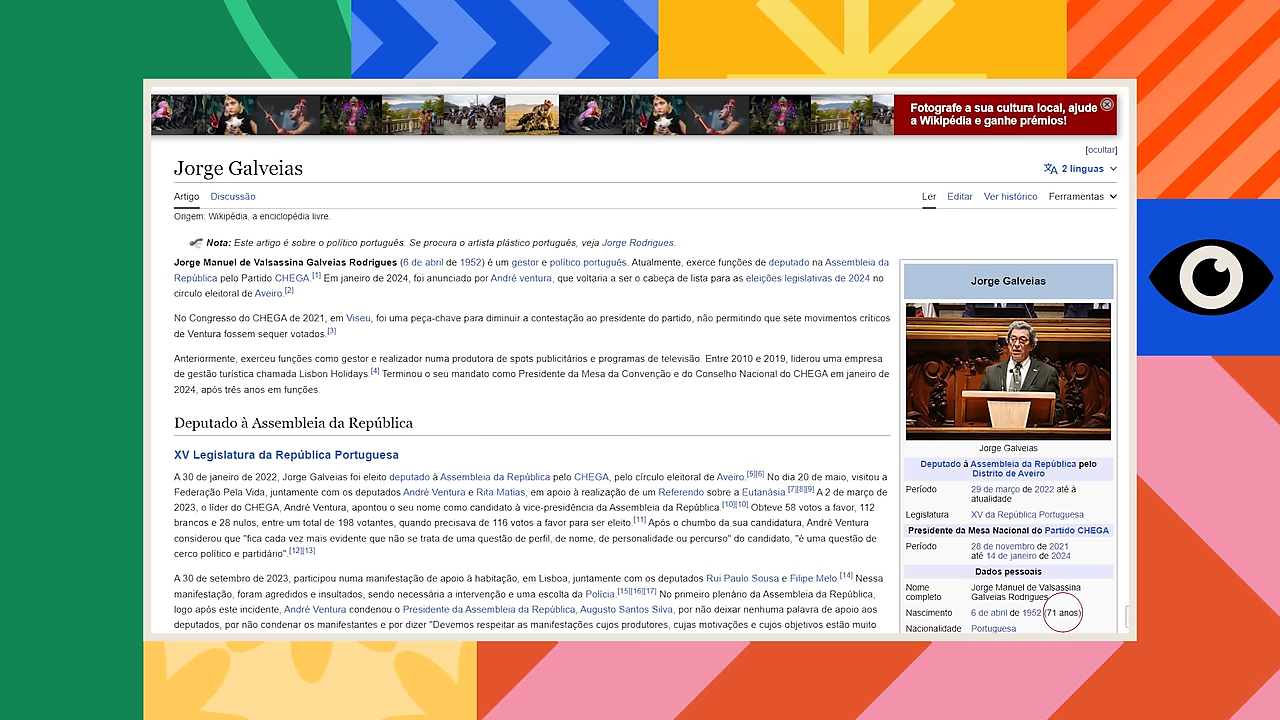 Fotografe a sua cultura local, ajude
a Wikipédia e ganhe prémios!
[ocultar]
Jorge Galveias
2 línguas
Artigo Discussão
Ler Editar Ver histórico Ferramentas
Origem: Wikipédia, a enciclopédia livre.
Nota: Este artigo é sobre o político português. Se procura o artista plástico português, veja Jorge Rodrigues.
Jorge Manuel de Valsassina Galveias Rodrigues (6 de abril de 1952) é um gestor e político português. Atualmente, exerce funções de deputado na Assembleia da
República pelo Partido CHEGA.[1] Em janeiro de 2024, foi anunciado por André ventura, que voltaria a ser o cabeça de lista para as eleições legislativas de 2024 no
círculo eleitoral de Aveiro.[2]
No Congresso do CHEGA de 2021, em Viseu, foi uma peça-chave para diminuir a contestação ao presidente do partido, não permitindo que sete movimentos críticos
de Ventura fossem sequer votados.[3]
Anteriormente, exerceu funções como gestor e realizador numa produtora de spots publicitários e programas de televisão. Entre 2010 e 2019, liderou uma empresa
de gestão turística chamada Lisbon Holidays.[4] Terminou o seu mandato como Presidente da Mesa da Convenção e do Conselho Nacional do CHEGA em janeiro de
2024, após três anos em funções.
Deputado à Assembleia da República
XV Legislatura da República Portuguesa
A 30 de janeiro de 2022, Jorge Galveias foi eleito deputado à Assembleia da República pelo CHEGA, pelo círculo eleitoral de Aveiro.[5][6] No dia 20 de maio, visitou a
Federação Pela Vida, juntamente com os deputados André Ventura e Rita Matias, em apoio à realização de um Referendo sobre a Eutanásia.[7][8][9] A 2 de março de
2023, o líder do CHEGA, André Ventura, apontou o seu nome como candidato à vice-presidência da Assembleia da República.[10][10] Obteve 58 votos a favor, 112
brancos e 28 nulos, entre um total de 198 votantes, quando precisava de 116 votos a favor para ser eleito.[11] Após o chumbo da sua candidatura, André Ventura
considerou que "fica cada vez mais evidente que não se trata de uma questão de perfil, de nome, de personalidade ou percurso" do candidato, "é uma questão de
cerco político e partidário".[12][13]
A 30 de setembro de 2023, participou numa manifestação de apoio à habitação, em Lisboa, juntamente com os deputados Rui Paulo Sousa e Filipe Melo.[14] Nessa
manifestação, foram agredidos e insultados, sendo necessária a intervenção e uma escolta da Polícia.[15][16][17] No primeiro plenário da Assembleia da República,
logo após este incidente, André Ventura condenou o Presidente da Assembleia da República, Augusto Santos Silva, por não deixar nenhuma palavra de apoio aos
deputados, por não condenar os manifestantes e por dizer "Devemos respeitar as manifestações cujos produtores, cujas motivações e cujos objetivos estão muito
Jorge Galveias
Jorge Galveias
Deputado à Assembleia da República pelo
Distrito de Aveiro
Período 29 de março de 2022 até à
atualidade
Legislatura XV da República Portuguesa
Presidente da Mesa Nacional do Partido CHEGA
Período 28 de novembro de 2021
até 14 de janeiro de 2024
Dados pessoais
Nome Jorge Manuel de Valsassina
completo Galveias Rodrigues
Nascimento 6 de abril de 1952 (71 anos)
Nacionalidade Portuguesa